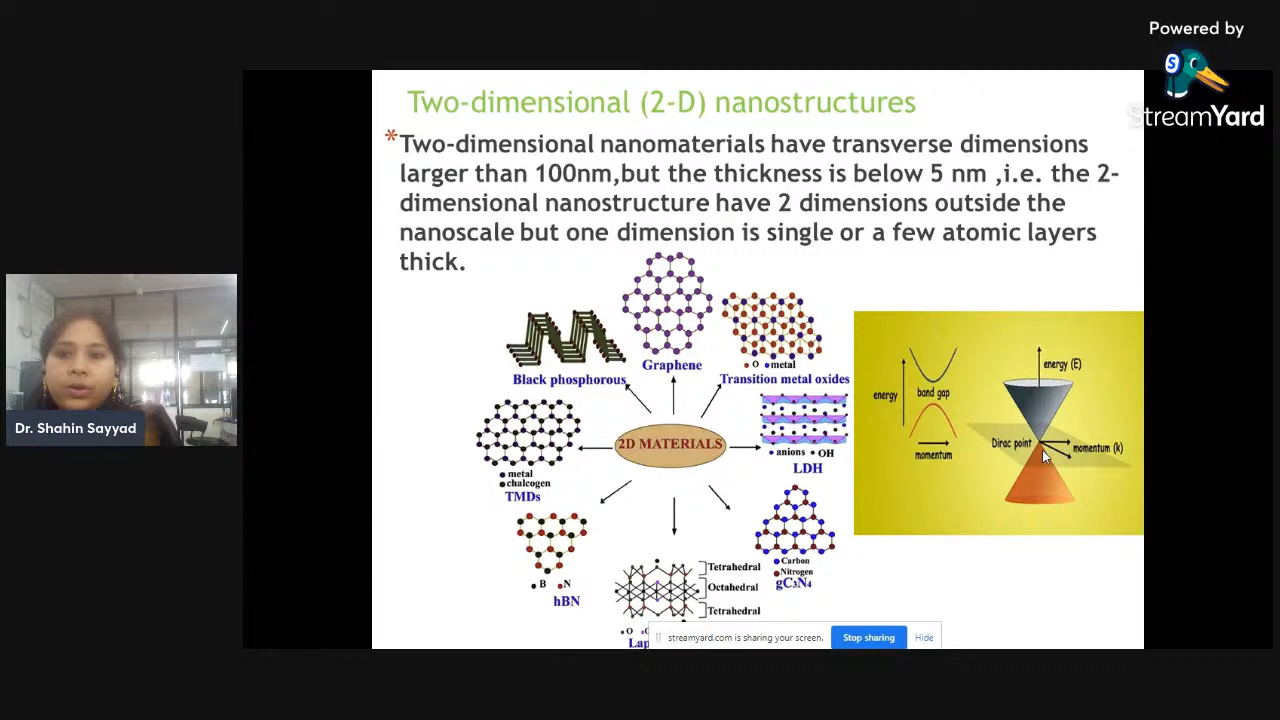 Powered by
S
StreamYard
Two-dimensional (2-D) nanostructures
*Two-dimensional nanomaterials have transverse dimensions
larger than 100nm,but the thickness is below 5 nm ,i.e. the 2-
dimensional nanostructure have 2 dimensions outside the
nanoscale but one dimension is single or a few atomic layers
thick.
Dr. Shahin Sayyad
Black phosphorous
Graphene
O metal
Transition metal oxides
2D MATERIALS
metal
chalcogen
TMDs
anions OH
LDH
B N
hBN
Carbon
Nitrogen
gC3N4
Tetrahedral
Octahedral
Tetrahedral
O
Lap
energy
band gap
momentum
energy (E)
Dirac point
momentum (k)
streamyard.com is sharing your screen.
Stop sharing
Hide